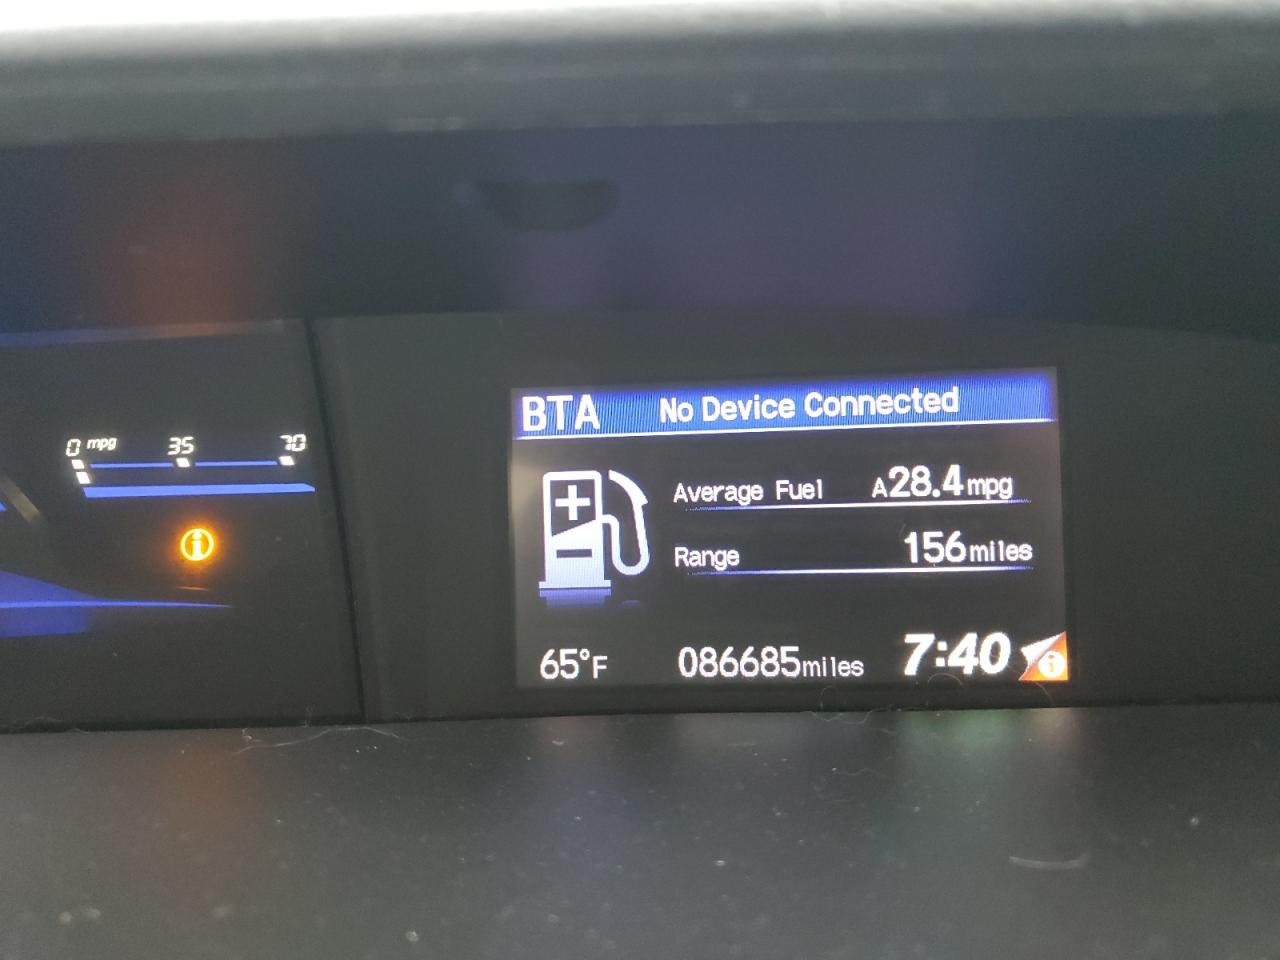 0 mpg 35 70
BTA No Device Connected
Average Fuel A28.4mpg
Range 156miles
65°F 086685miles 7:40